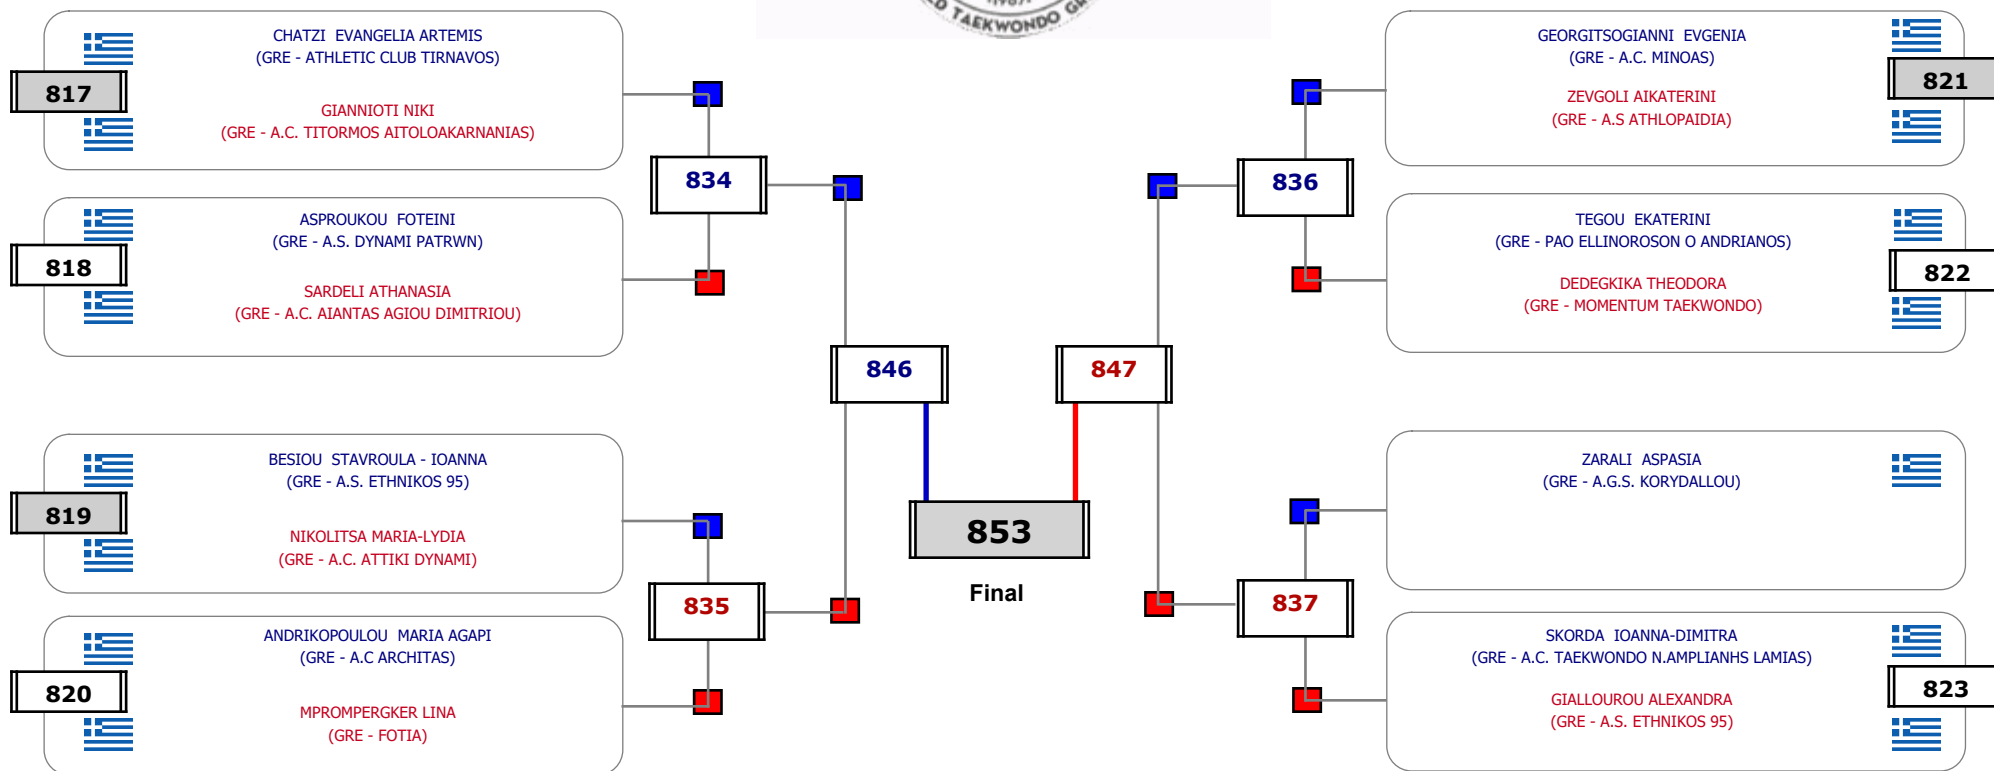 D TAEKWONDO GR
CHATZI EVANGELIA ARTEMIS
(GRE - ATHLETIC CLUB TIRNAVOS)
817
GIANNIOTI NIKI
(GRE - A.C. TITORMOS AITOLOAKARNANIAS)
834
ASPROUKOU FOTEINI
(GRE - A.S. DYNAMI PATRWN)
818
SARDELI ATHANASIA
(GRE - A.C. AIANTAS AGIOU DIMITRIOU)
846
BESIOU STAVROULA - IOANNA
(GRE - A.S. ETHNIKOS 95)
819
NIKOLITSA MARIA-LYDIA
(GRE - A.C. ATTIKI DYNAMI)
835
ANDRIKOPOULOU MARIA AGAPI
(GRE - A.C ARCHITAS)
820
MPROMPERGKER LINA
(GRE - FOTIA)
853
Final
GEORGITSOGIANNI EVGENIA
(GRE - A.C. MINOAS)
821
ZEVGOLI AIKATERINI
(GRE - A.S ATHLOPAIDIA)
836
TEGOU EKATERINI
(GRE - PAO ELLINOROSON O ANDRIANOS)
822
DEDEGKIKA THEODORA
(GRE - MOMENTUM TAEKWONDO)
847
ZARALI ASPASIA
(GRE - A.G.S. KORYDALLOU)
837
SKORDA IOANNA-DIMITRA
(GRE - A.C. TAEKWONDO N.AMPLIANHS LAMIAS)
823
GIALLOUROU ALEXANDRA
(GRE - A.S. ETHNIKOS 95)